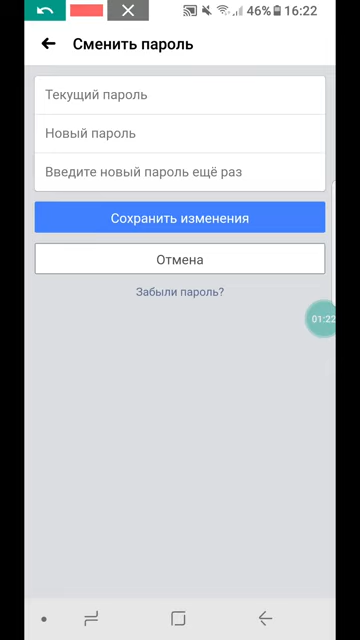 46% 16:22
Сменить пароль
Текущий пароль
Новый пароль
Введите новый пароль ещё раз
Сохранить изменения
Отмена
Забыли пароль?
01:22